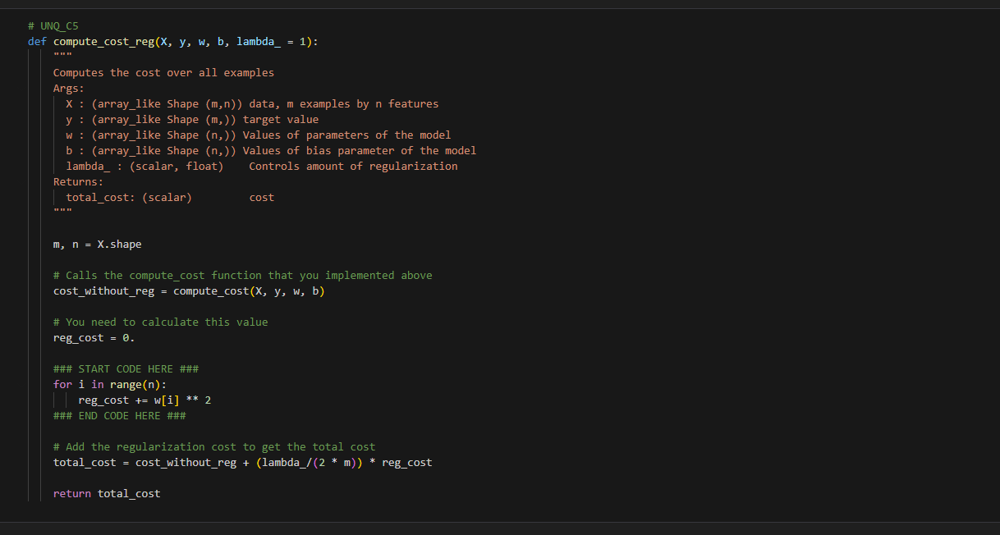 # UNQ_C5
def compute_cost_reg(X, y, w, b, lambda_ = 1):
"""
Computes the cost over all examples
Args:
X : (array_like Shape (m,n)) data, m examples by n features
y : (array_like Shape (m,)) target value
w : (array_like Shape (n,)) Values of parameters of the model
b : (array_like Shape (n,)) Values of bias parameter of the model
lambda_ : (scalar, float)    Controls amount of regularization
Returns:
total_cost: (scalar)         cost
"""
m, n = X.shape
# Calls the compute_cost function that you implemented above
cost_without_reg = compute_cost(X, y, w, b)
# You need to calculate this value
reg_cost = 0.
### START CODE HERE ###
for i in range(n):
reg_cost += w[i] ** 2
### END CODE HERE ###
# Add the regularization cost to get the total cost
total_cost = cost_without_reg + (lambda_/(2 * m)) * reg_cost
return total_cost